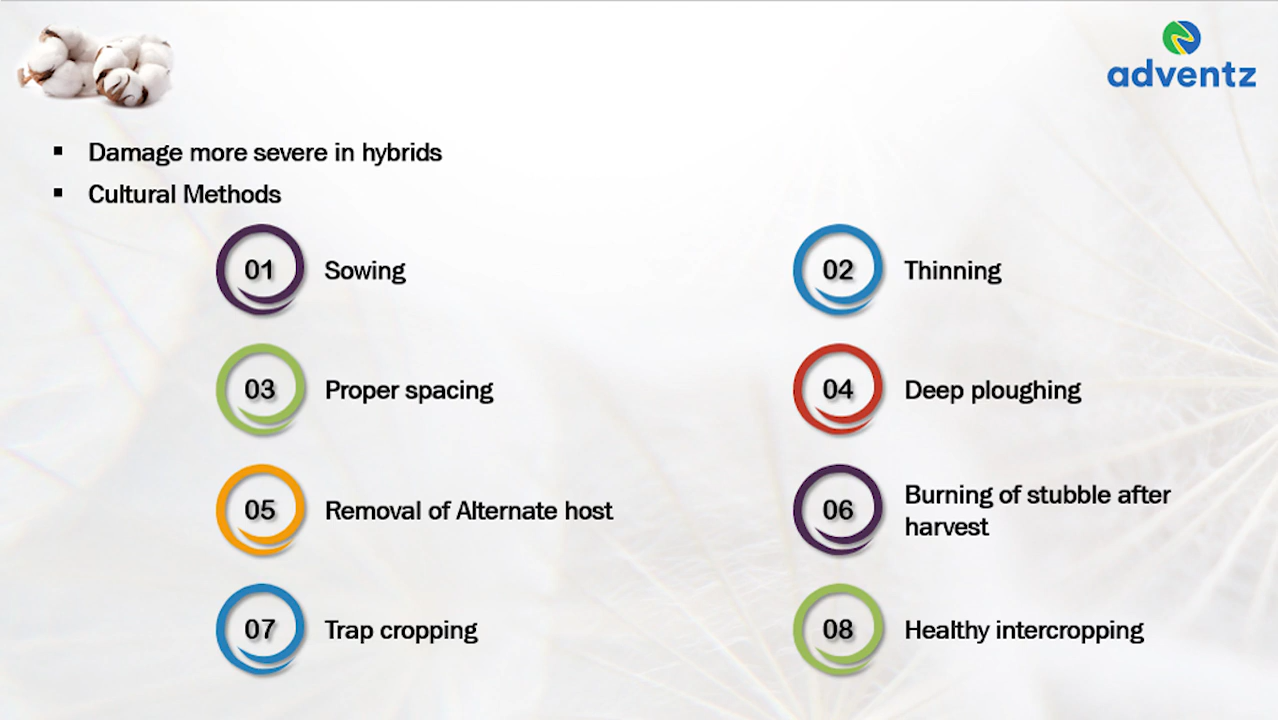 adventz
▪ Damage more severe in hybrids
▪ Cultural Methods
01 Sowing
02 Thinning
03 Proper spacing
04 Deep ploughing
05 Removal of Alternate host
06 Burning of stubble after
harvest
07 Trap cropping
08 Healthy intercropping